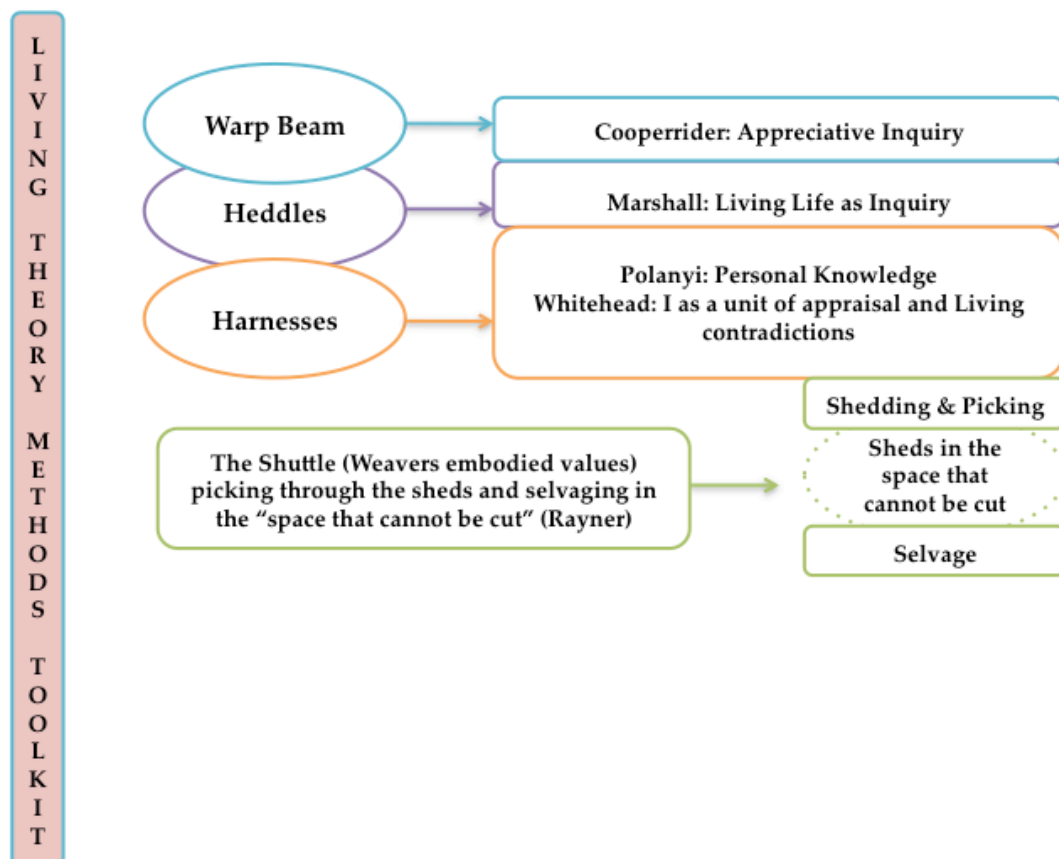 LIVING THEORY METHODS TOOLKIT
Warp Beam
Cooperrider: Appreciative Inquiry
Heddles
Marshall: Living Life as Inquiry
Harnesses
Polanyi: Personal Knowledge
Whitehead: I as a unit of appraisal and Living
contradictions
The Shuttle (Weavers embodied values)
picking through the sheds and selvaging in
the “space that cannot be cut” (Rayner)
Shedding & Picking
Sheds in the
space that
cannot be cut
Selvage